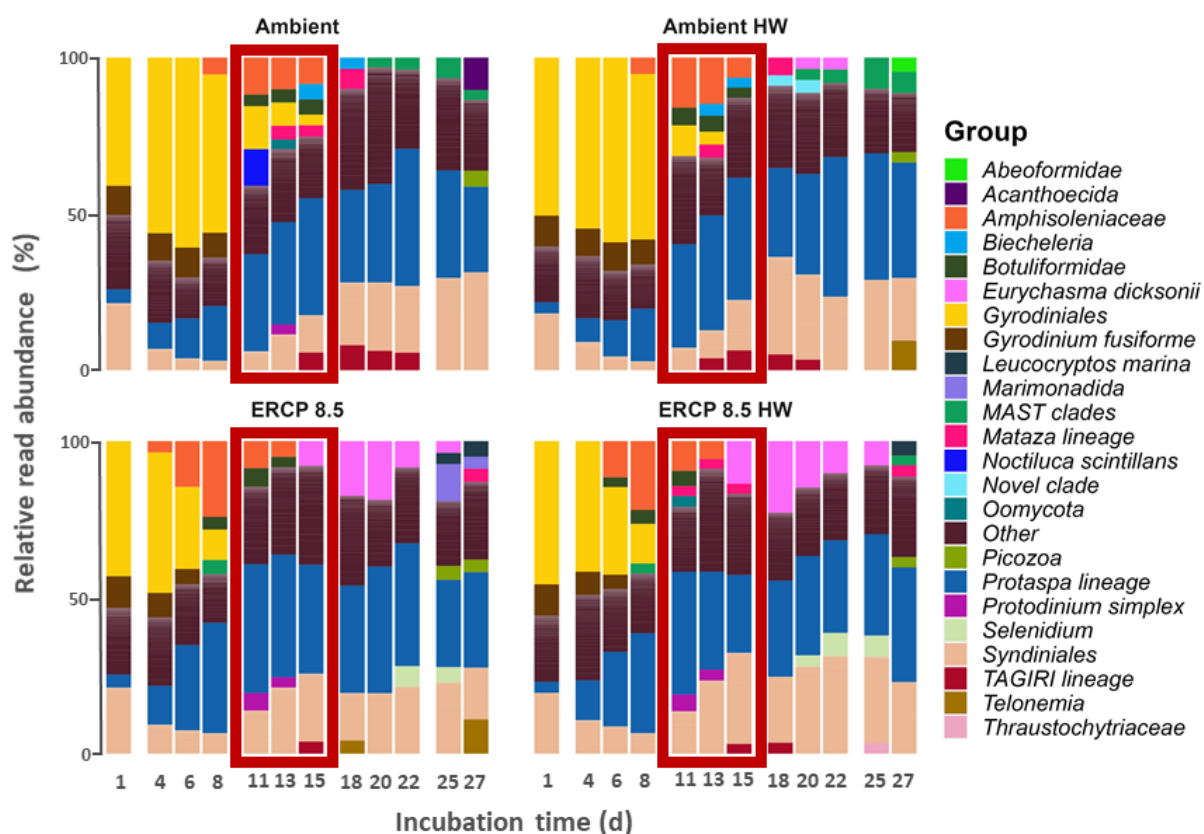 Ambient
Ambient HW
100
50
0
ERCP 8.5
ERCP 8.5 HW
100
50
0
Relative read abundance (%)
1 4 6 8 11 13 15 18 20 22 25 27
1 4 6 8 11 13 15 18 20 22 25 27
Incubation time (d)
Group
Abeoformidae
Acanthoecida
Amphisoleniaceae
Biecheleria
Botuliformidae
Eurychasma dicksonii
Gyrodiniales
Gyrodinium fusiforme
Leucocryptos marina
Marimonadida
MAST clades
Mataza lineage
Noctiluca scintillans
Novel clade
Oomycota
Other
Picozoa
Protaspa lineage
Protodinium simplex
Selenidium
Syndiniales
TAGIRI lineage
Telonemia
Thraustochytriaceae